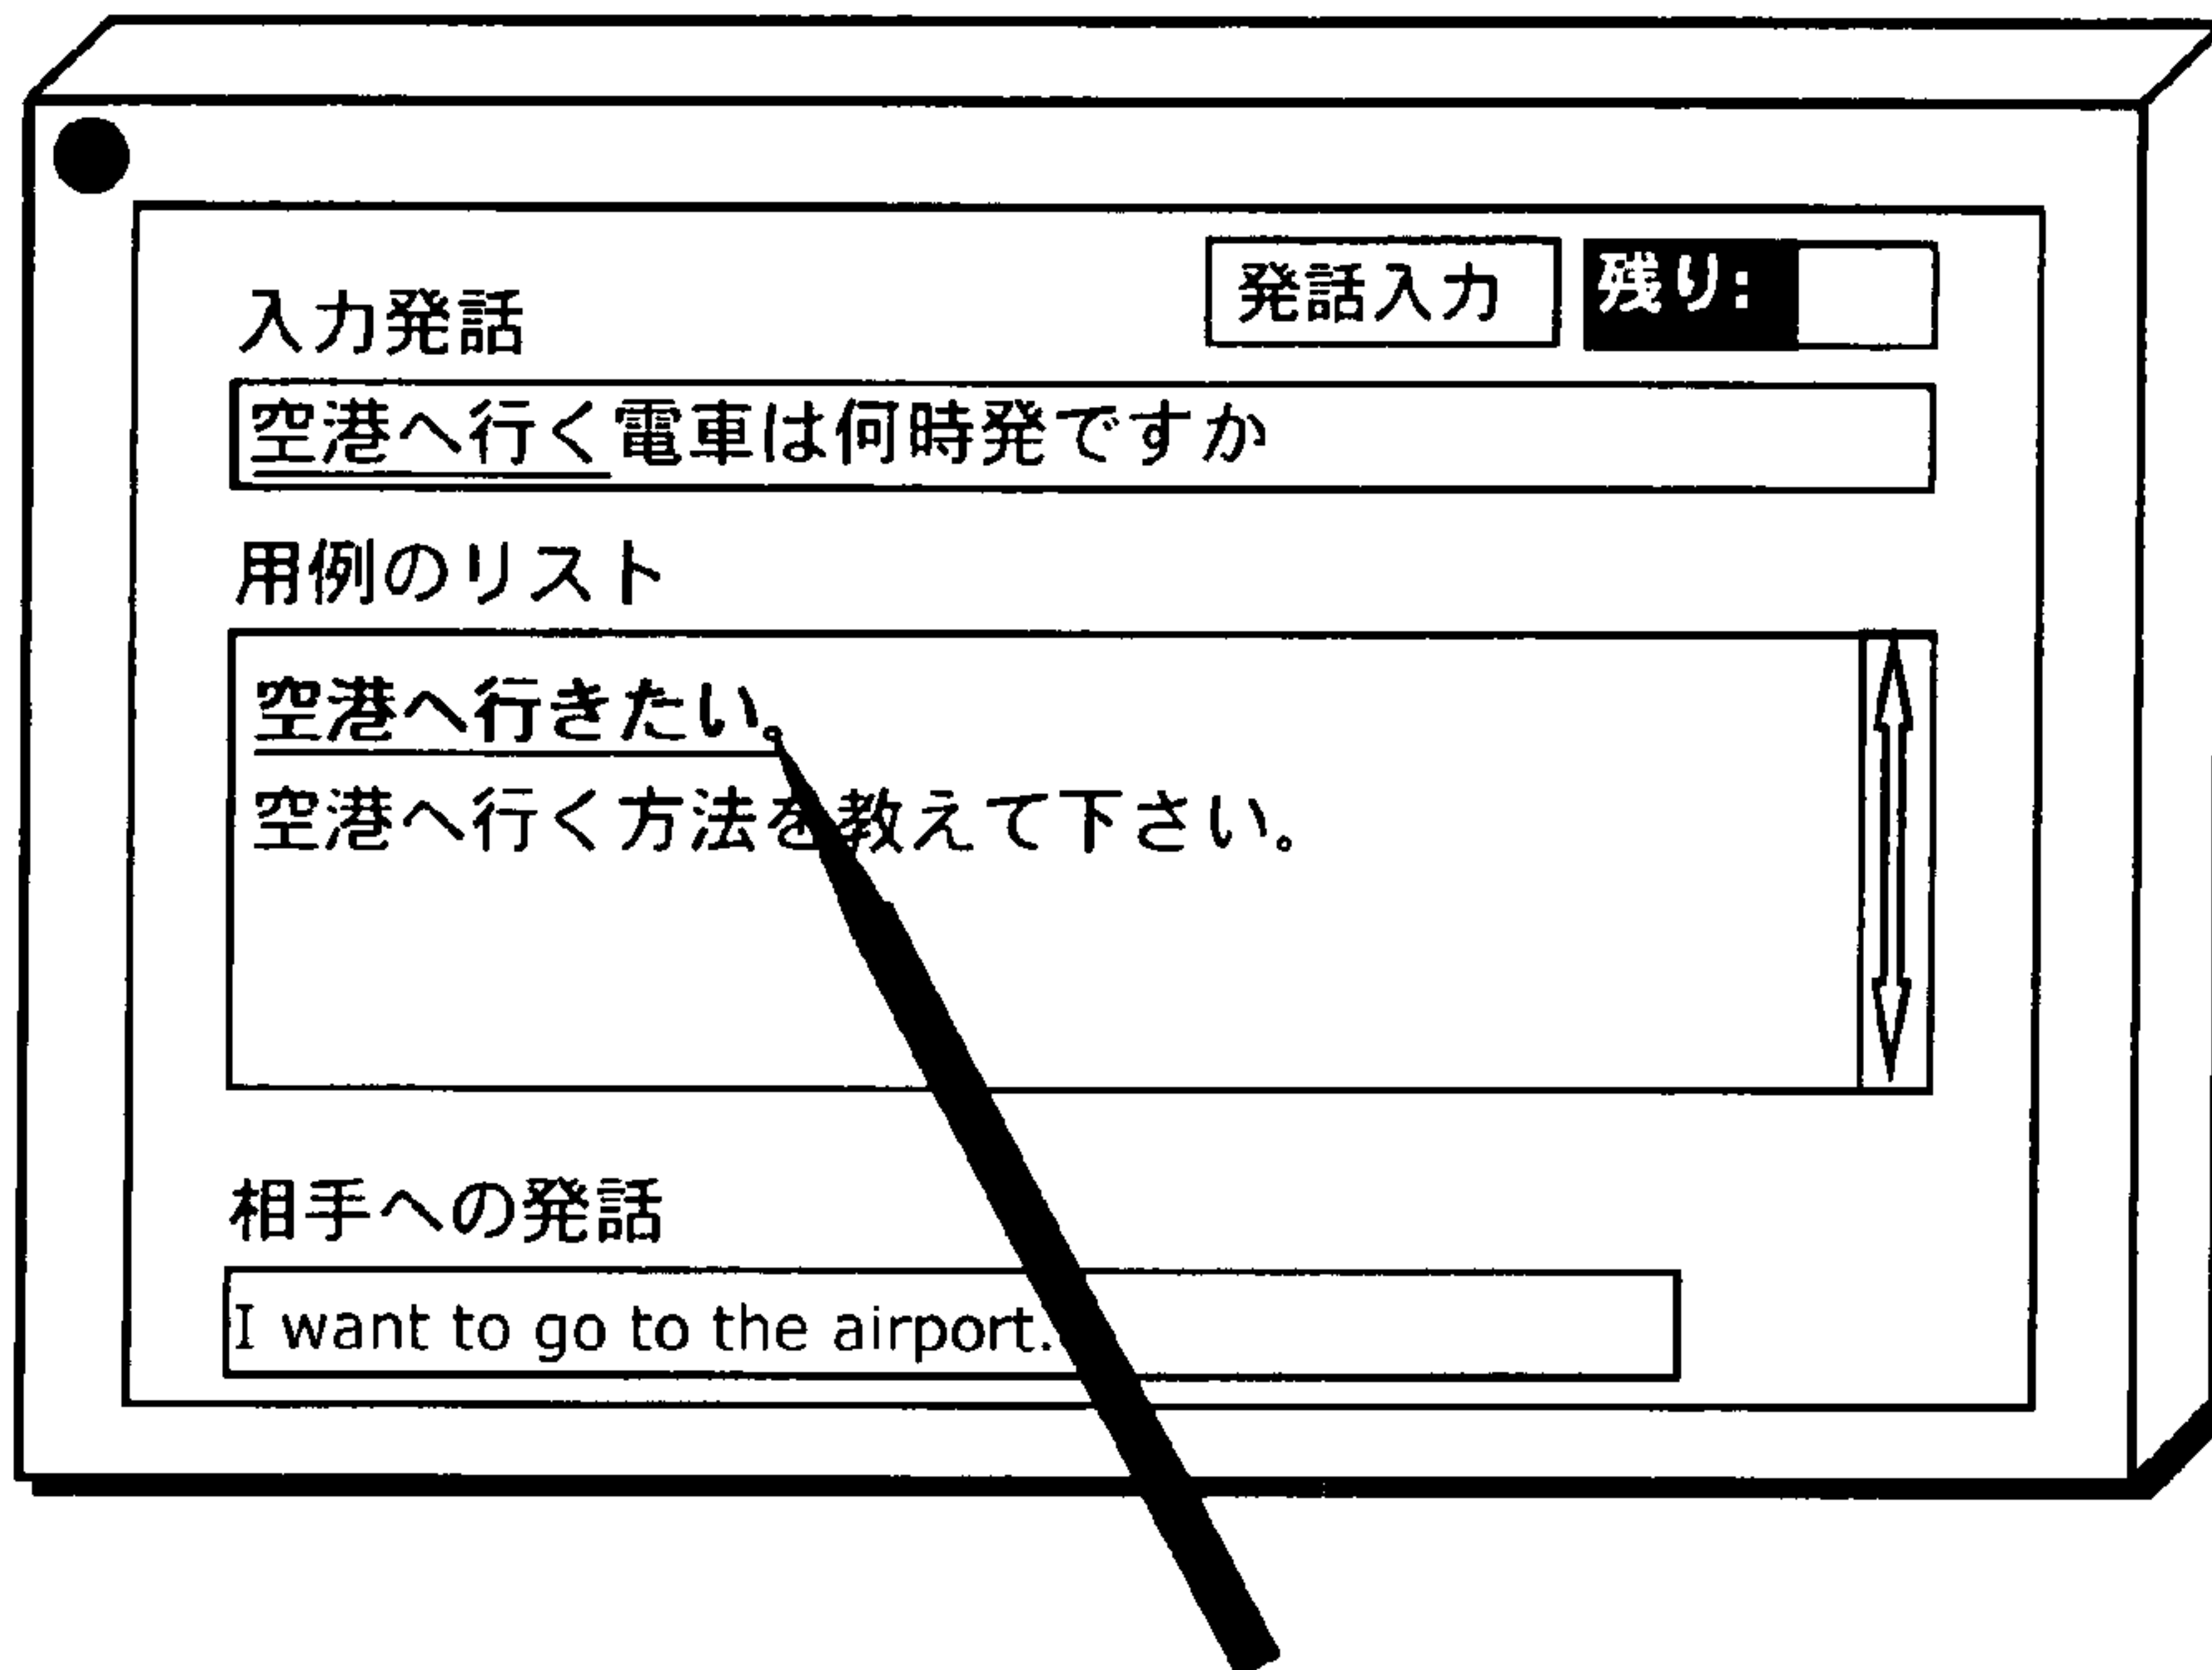 入力発話
発話入力 残り:
空港へ行く電車は何時発ですか
用例のリスト
空港へ行きたい。
空港へ行く方法を教えて下さい。
相手への発話
I want to go to the airport.